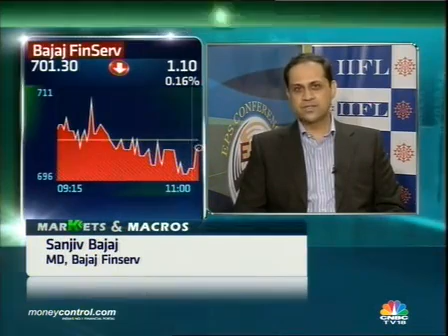 Bajaj FinServ
701.30 1.10
0.16%
711
696
09:15 11:00
IIFL
IIFL
IIFL
MARKETS & MACROS
Sanjiv Bajaj
MD, Bajaj Finserv
moneycontrol.com
CNBC
TV18